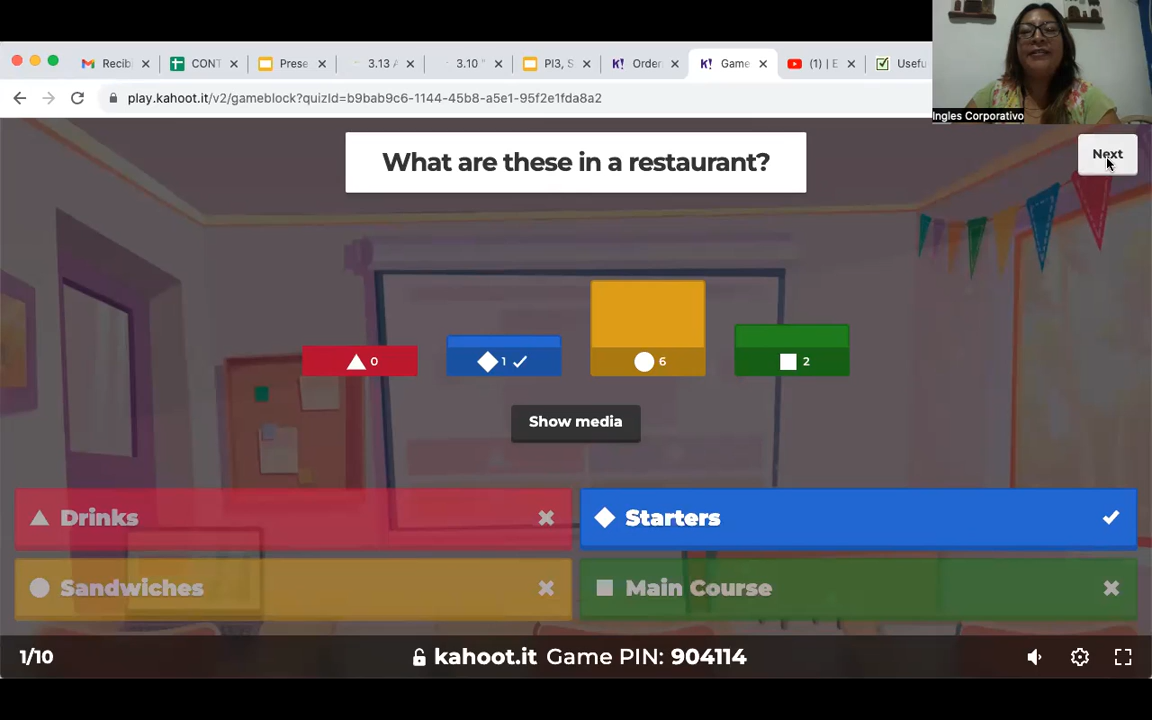 Recib
CONT
Prese
3.13 A
3.10 "
PI3, S
K! Order
K! Game
(1) | E
Usefu
play.kahoot.it/v2/gameblock?quizId=b9bab9c6-1144-45b8-a5e1-95f2e1fda8a2
Ingles Corporativo
What are these in a restaurant?
Next
0
1
6
2
Show media
Drinks
Starters
Sandwiches
Main Course
1/10
kahoot.it Game PIN: 904114